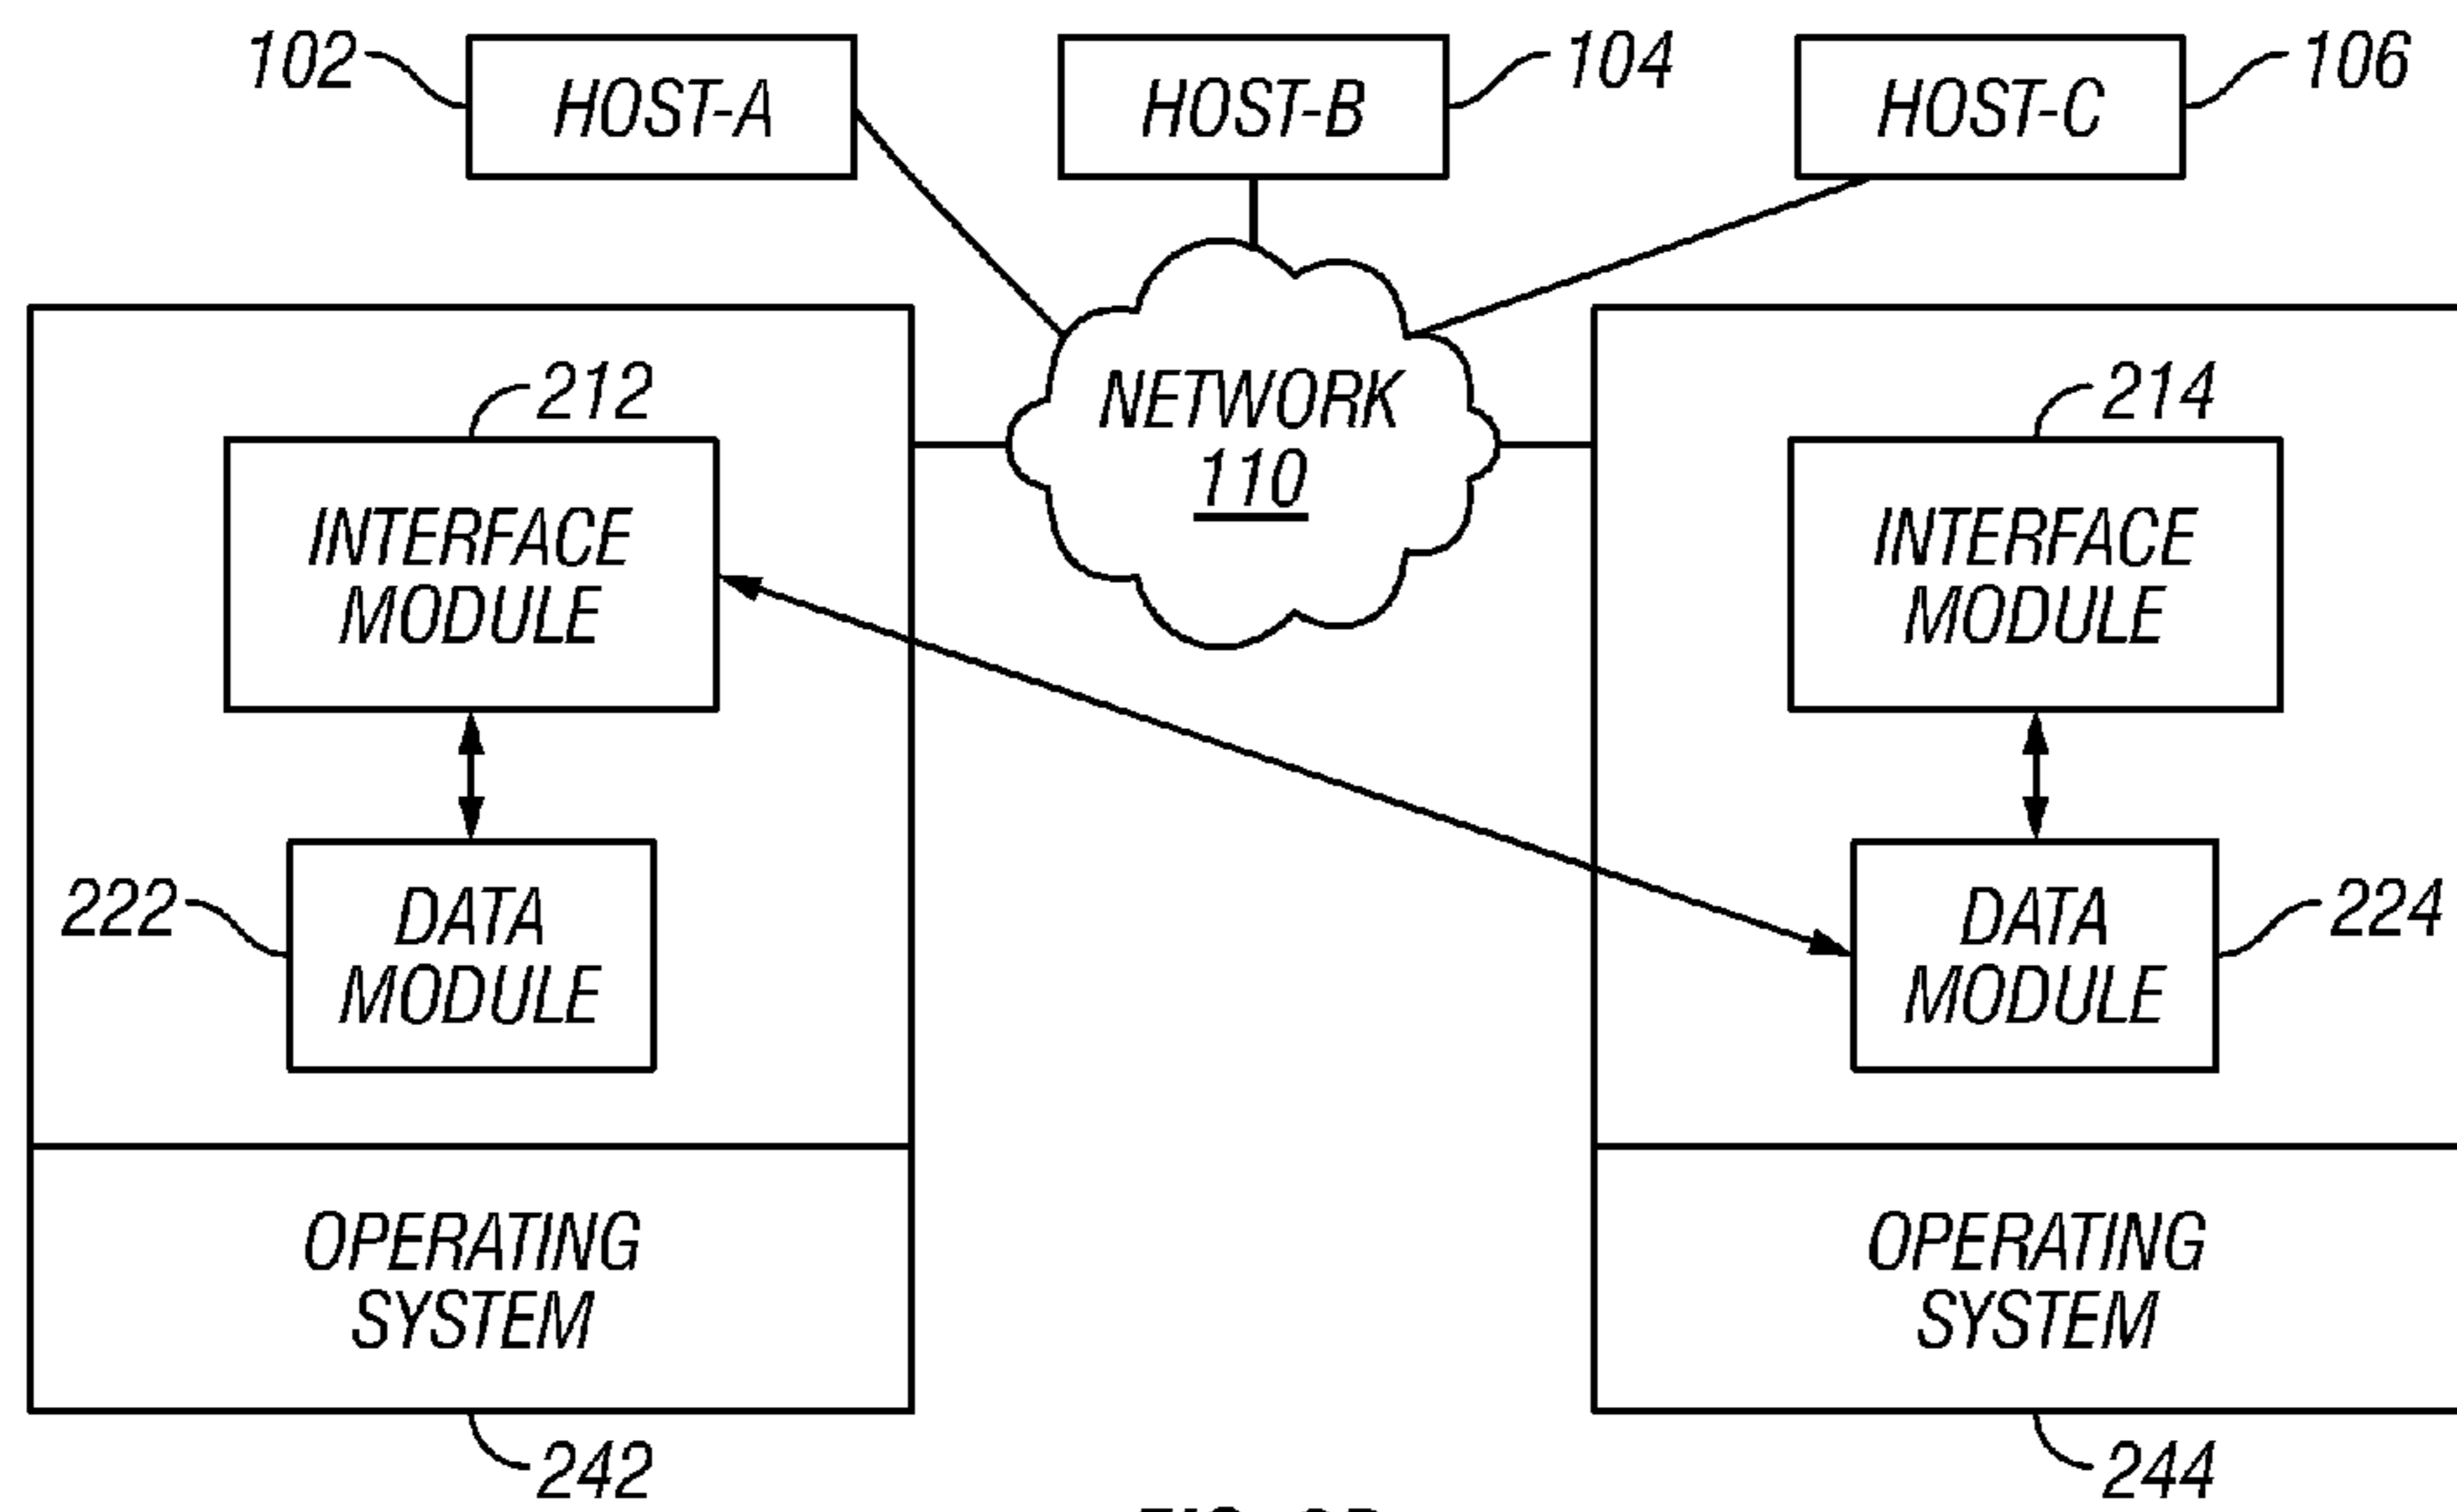 102
HOST-A
HOST-B
104
HOST-C
106
NETWORK
110
212
INTERFACE
MODULE
214
INTERFACE
MODULE
222
DATA
MODULE
DATA
MODULE
224
OPERATING
SYSTEM
OPERATING
SYSTEM
242
244